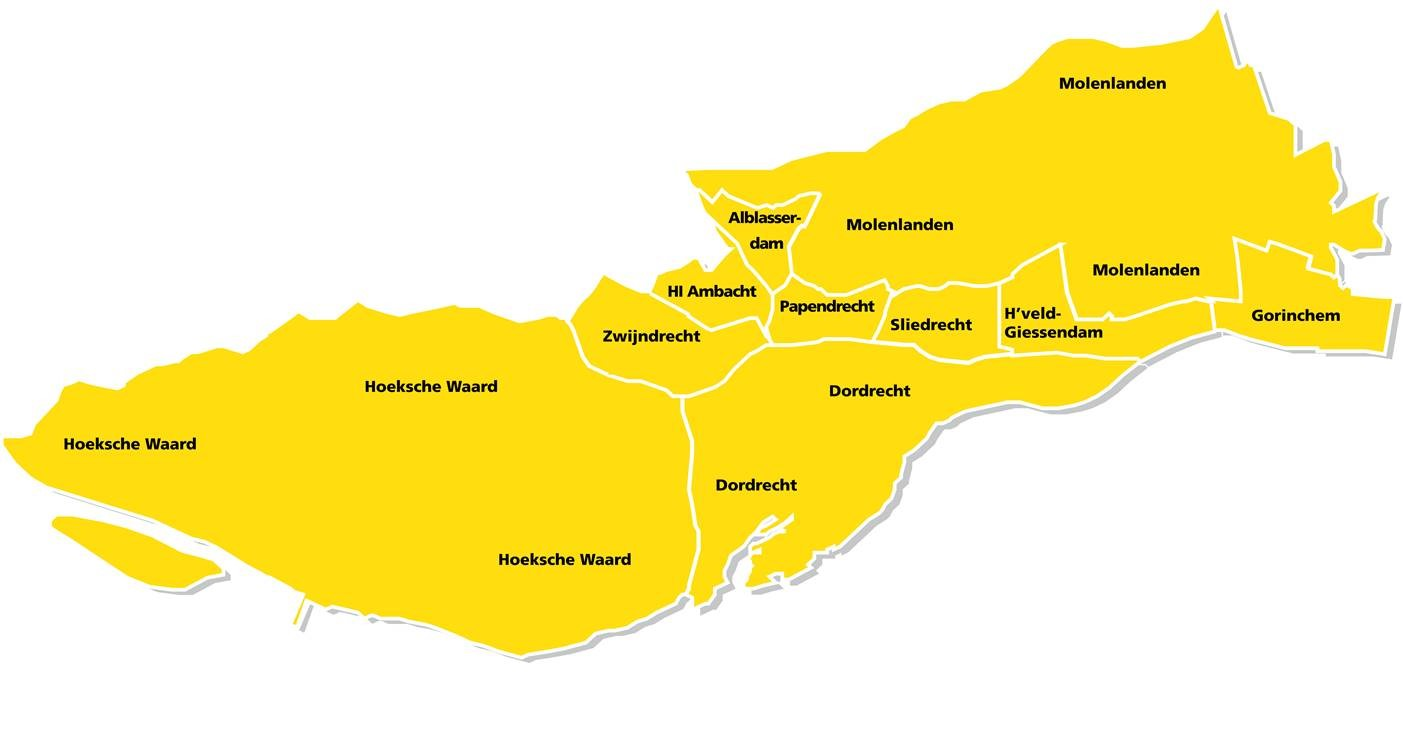 Molenlanden
Alblasser-
dam
Molenlanden
Molenlanden
HI Ambacht
Papendrecht
Zwijndrecht
Sliedrecht
H’veld-
Giessendam
Gorinchem
Hoeksche Waard
Dordrecht
Hoeksche Waard
Dordrecht
Hoeksche Waard